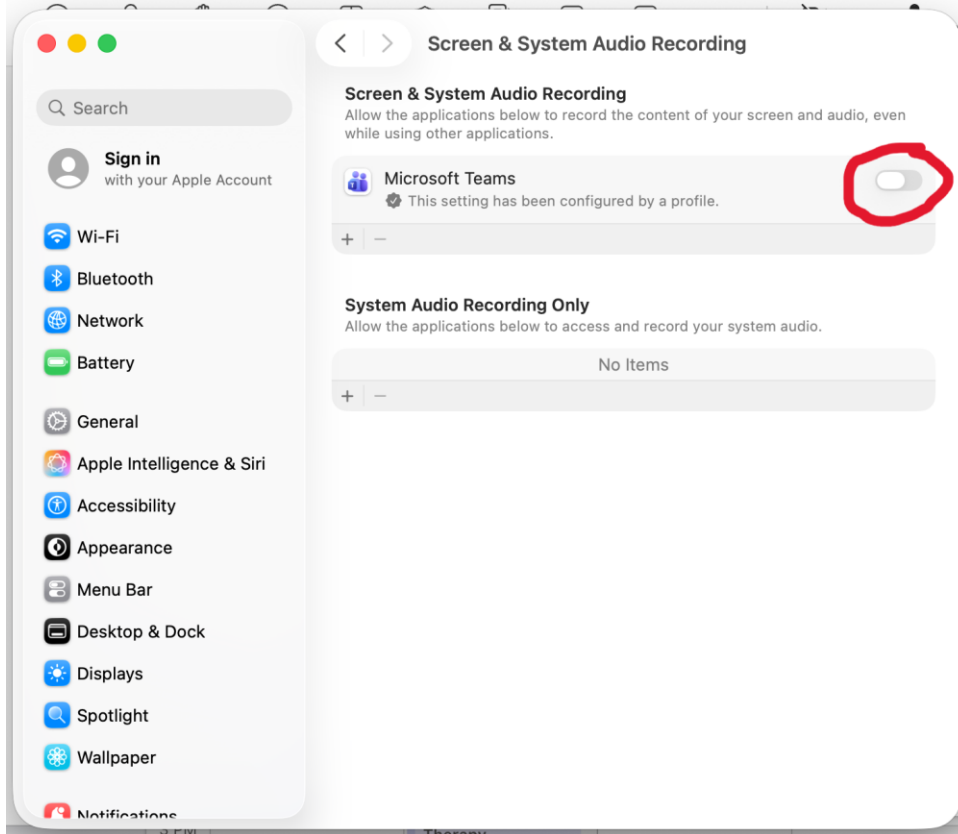 Screen & System Audio Recording
Search
Sign in
with your Apple Account
Wi-Fi
Bluetooth
Network
Battery
General
Apple Intelligence & Siri
Accessibility
Appearance
Menu Bar
Desktop & Dock
Displays
Spotlight
Wallpaper
Notifications
Screen & System Audio Recording
Allow the applications below to record the content of your screen and audio, even
while using other applications.
Microsoft Teams
This setting has been configured by a profile.
System Audio Recording Only
Allow the applications below to access and record your system audio.
No Items
3 PM
Therapy